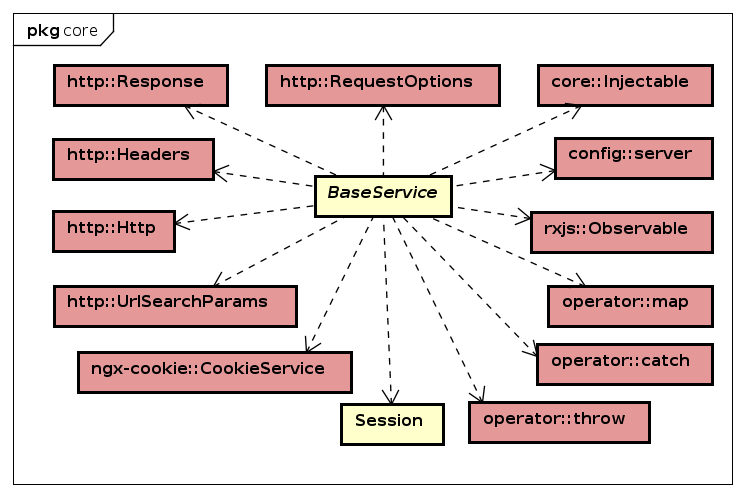 pkg core
http::Response
http::RequestOptions
core::Injectable
http::Headers
config::server
BaseService
http::Http
rxjs::Observable
http::UrlSearchParams
operator::map
ngx-cookie::CookieService
operator::catch
Session
operator::throw